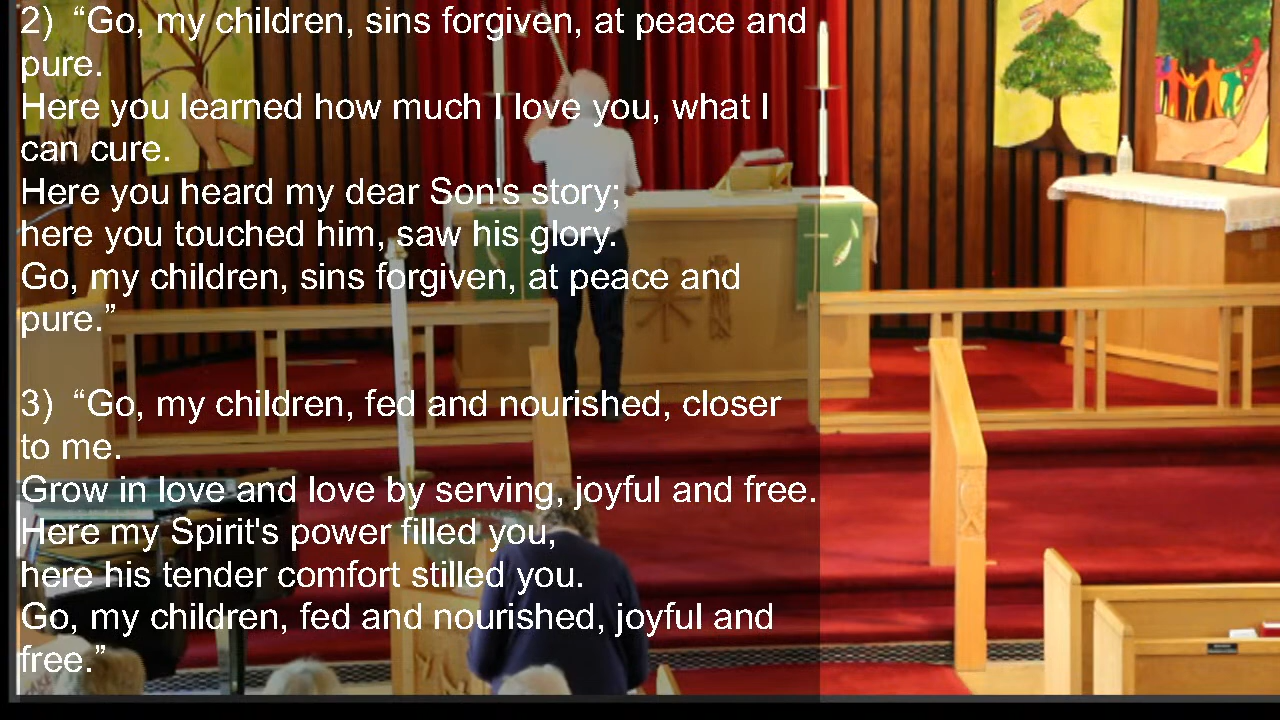 2)  “Go, my children, sins forgiven, at peace and
pure.
Here you learned how much I love you, what I
can cure.
Here you heard my dear Son's story;
here you touched him, saw his glory.
Go, my children, sins forgiven, at peace and
pure.”
3)  “Go, my children, fed and nourished, closer
to me.
Grow in love and love by serving, joyful and free.
Here my Spirit's power filled you,
here his tender comfort stilled you.
Go, my children, fed and nourished, joyful and
free.”